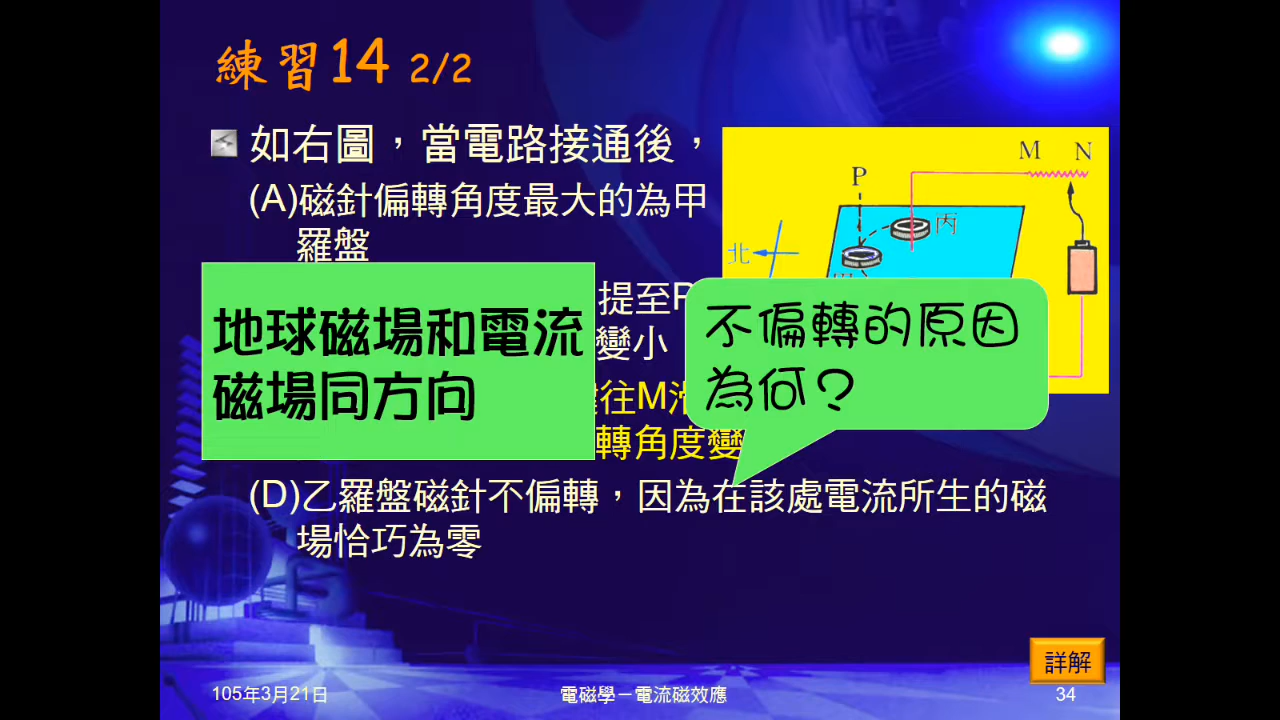 練習14 2/2
如右圖，當電路接通後，
(A)磁針偏轉角度最大的為甲
羅盤
提至P
變小
往M滑
轉角度變
(D)乙羅盤磁針不偏轉，因為在該處電流所生的磁
場恰巧為零
地球磁場和電流
磁場同方向
不偏轉的原因
為何？
M N
P
丙
北
詳解
105年3月21日
電磁學－電流磁效應
34